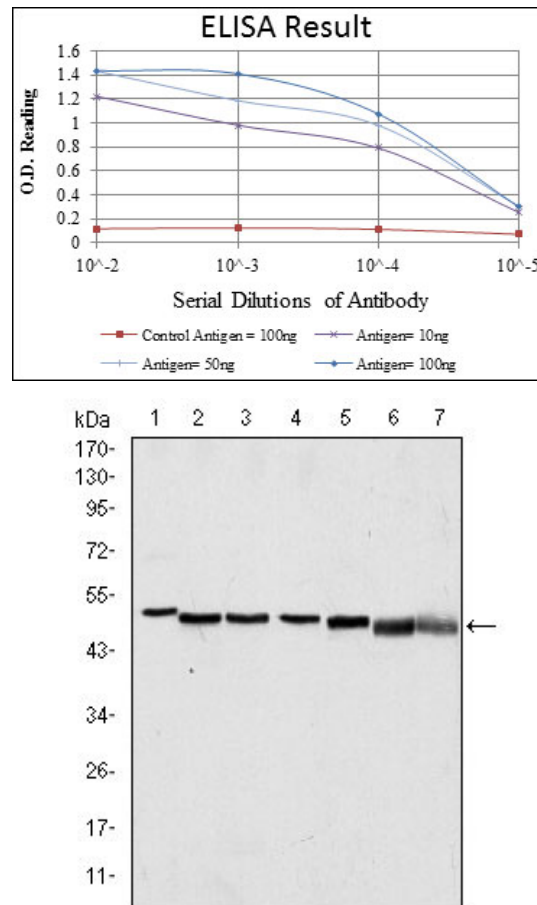 ELISA Result
1.6
1.4
1.2
1
0.8
0.6
0.4
0.2
0
O.D. Reading
10^-2 10^-3 10^-4 10^-5
Serial Dilutions of Antibody
Control Antigen = 100ng
Antigen= 10ng
Antigen= 50ng
Antigen= 100ng
kDa 1 2 3 4 5 6 7
170-
130-
95-
72-
55-
43-
34-
26-
17-
11-
←